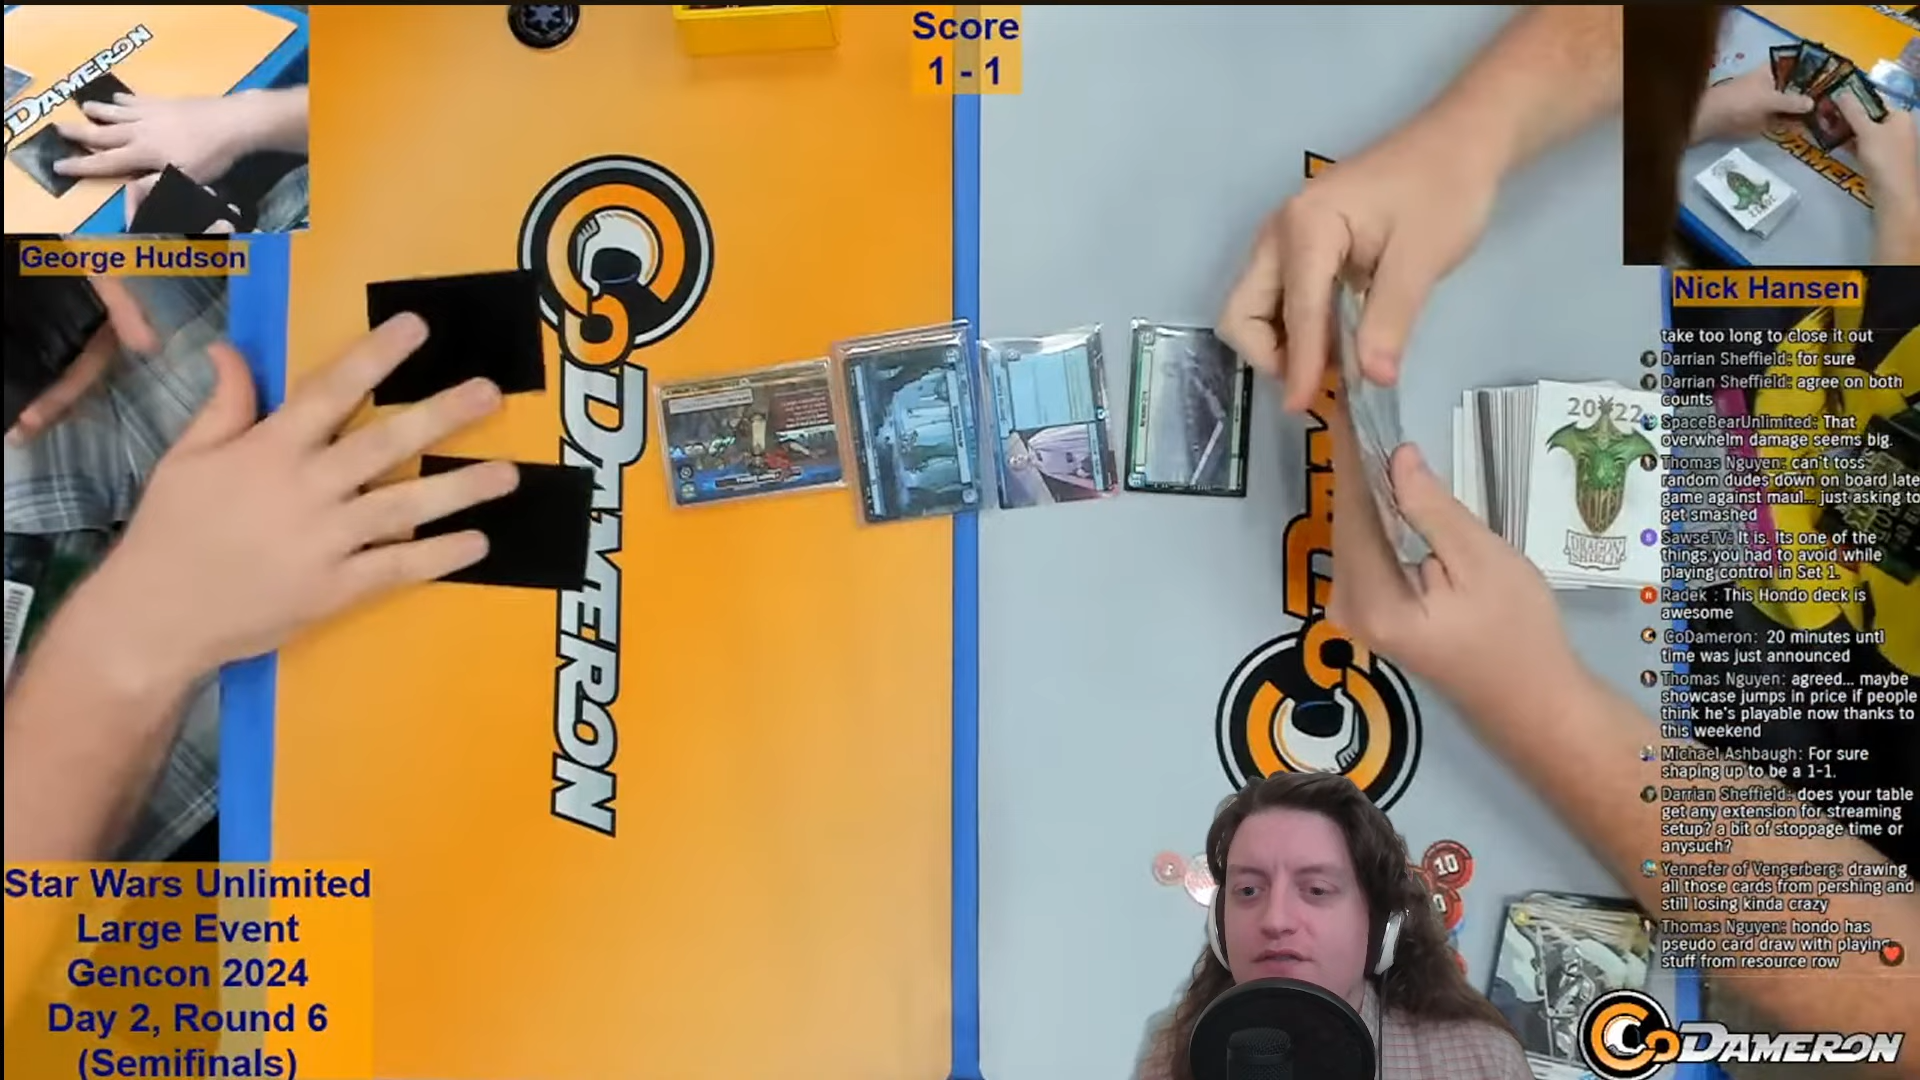 Score
1 - 1
DAMERON
George Hudson
Nick Hansen
CODAMERON
2022
DRAGON
SHIELD
10
take too long to close it out
Darrian Sheffield: for sure
Darrian Sheffield: agree on both
counts
SpaceBearUnlimited: That
overwhelm damage seems big.
Thomas Nguyen: can't toss
random dudes down on board late
game against maul... just asking to
get smashed
SawseTV: It is. Its one of the
things you had to avoid while
playing control in Set 1.
Radek : This Hondo deck is
awesome
CoDameron: 20 minutes until
time was just announced
Thomas Nguyen: agreed... maybe
showcase jumps in price if people
think he's playable now thanks to
this weekend
Michael Ashbaugh: For sure
shaping up to be a 1-1.
Darrian Sheffield: does your table
get any extension for streaming
setup? a bit of stoppage time or
anysuch?
Yennefer of Vengerberg: drawing
all those cards from pershing and
still losing kinda crazy
Thomas Nguyen: hondo has
pseudo card draw with playing
stuff from resource row
Star Wars Unlimited
Large Event
Gencon 2024
Day 2, Round 6
(Semifinals)
CODAMERON